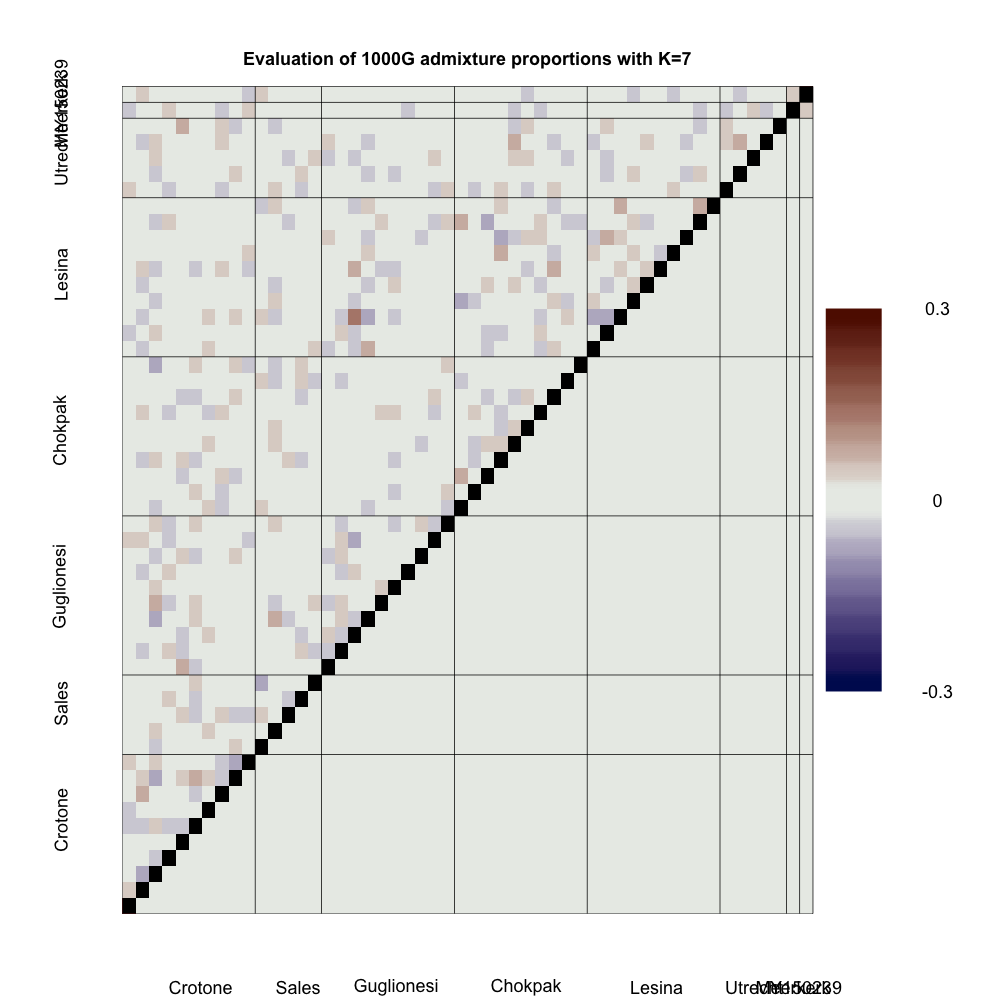 Evaluation of 1000G admixture proportions with K=7
Lesina
Chokpak
Guglionesi
Sales
Crotone
0.3
0
-0.3
Crotone
Sales
Guglionesi
Chokpak
Lesina